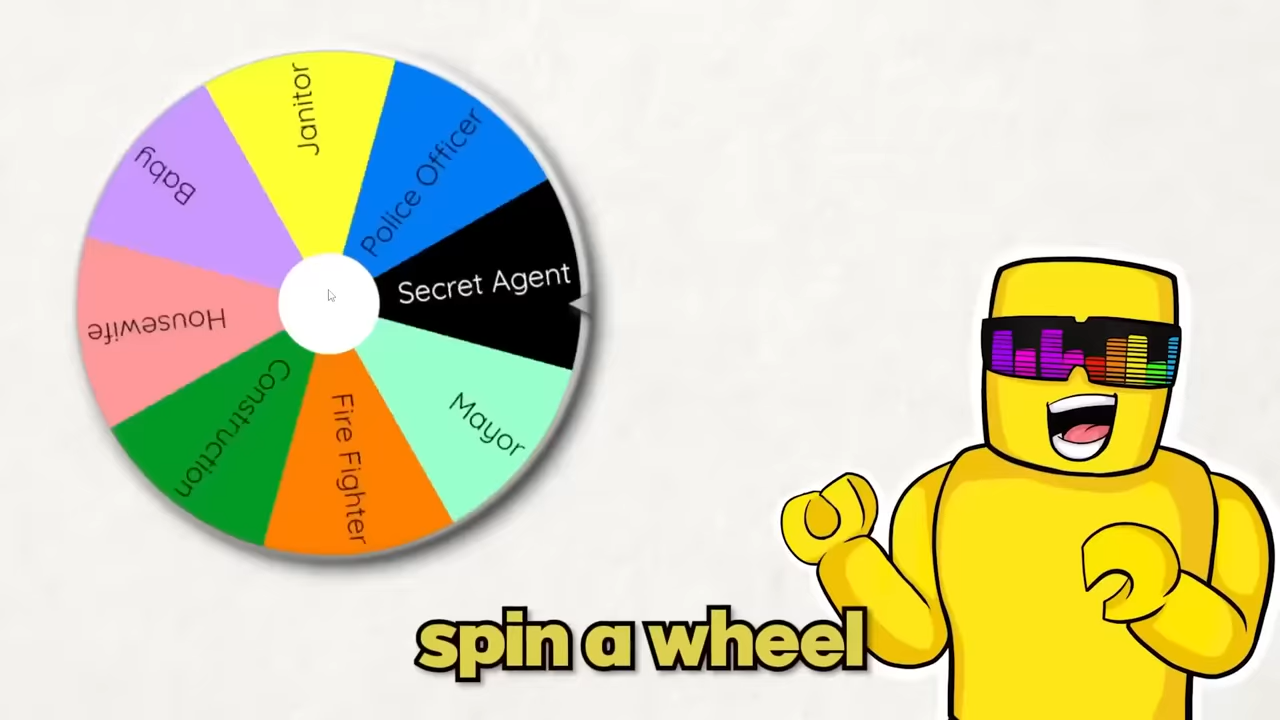 Janitor
Police Officer
Secret Agent
Mayor
Fire Fighter
Construction
Housewife
Baby
spin a wheel